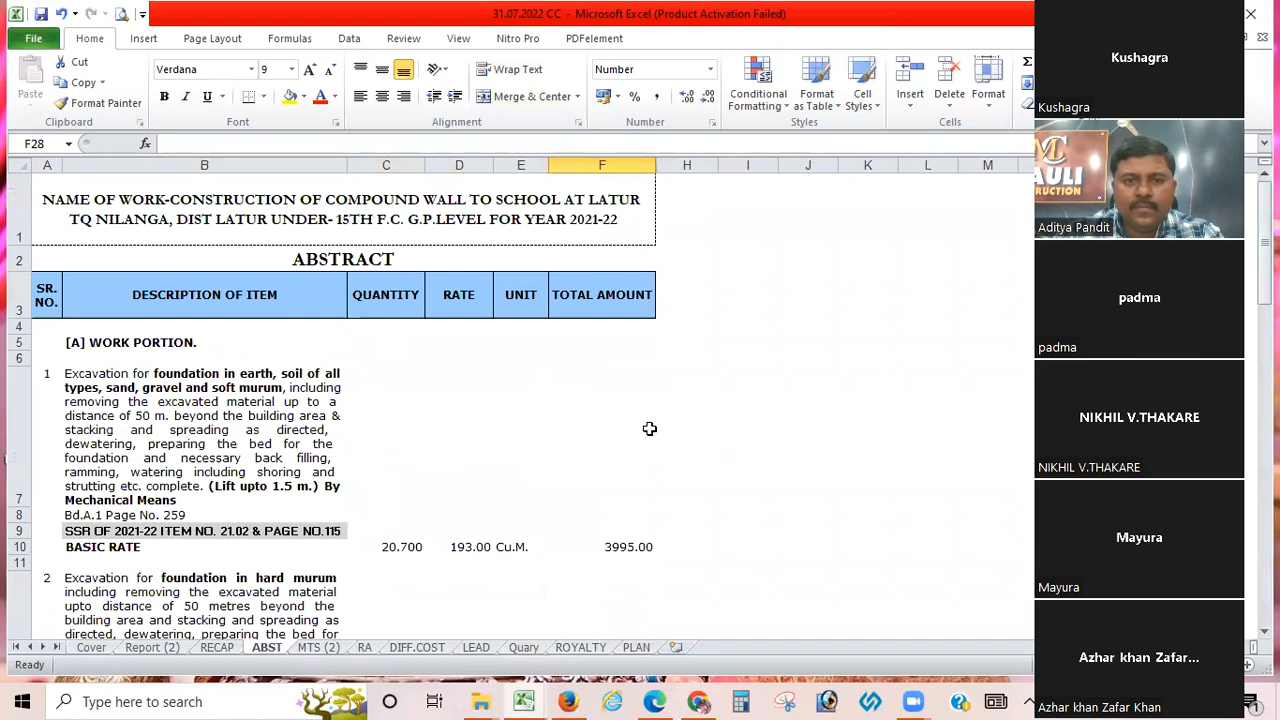 31.07.2022 CC - Microsoft Excel (Product Activation Failed)
File Home Insert Page Layout Formulas Data Review View Nitro Pro PDFelement
Paste
Cut
Copy
Format Painter
Clipboard
Verdana 9
B I U
Font
Wrap Text
Merge & Center
Alignment
Number
% ,
Number
Conditional Formatting
Format as Table
Cell Styles
Styles
Insert Delete Format
Cells
F28 fx
A B C D E F H I J K L M
1 NAME OF WORK-CONSTRUCTION OF COMPOUND WALL TO SCHOOL AT LATUR
TQ NILANGA, DIST LATUR UNDER- 15TH F.C. G.P.LEVEL FOR YEAR 2021-22
2 ABSTRACT
3 SR. NO. DESCRIPTION OF ITEM QUANTITY RATE UNIT TOTAL AMOUNT
4
5 [A] WORK PORTION.
6
1 Excavation for foundation in earth, soil of all
types, sand, gravel and soft murum, including
removing the excavated material up to a
distance of 50 m. beyond the building area &
stacking and spreading as directed,
dewatering, preparing the bed for the
foundation and necessary back filling,
ramming, watering including shoring and
strutting etc. complete. (Lift upto 1.5 m.) By
7 Mechanical Means
8 Bd.A.1 Page No. 259
9 SSR OF 2021-22 ITEM NO. 21.02 & PAGE NO.115
10 BASIC RATE 20.700 193.00 Cu.M. 3995.00
11
2 Excavation for foundation in hard murum
including removing the excavated material
upto distance of 50 metres beyond the
building area and stacking and spreading as
directed, dewatering, preparing the bed for
Cover Report (2) RECAP ABST MTS (2) RA DIFF.COST LEAD Quary ROYALTY PLAN
Ready
Type here to search
Kushagra
Kushagra
MAULI
CONSTRUCTION
Aditya Pandit
padma
padma
NIKHIL V.THAKARE
NIKHIL V.THAKARE
Mayura
Mayura
Azhar khan Zafar...
Azhar khan Zafar Khan